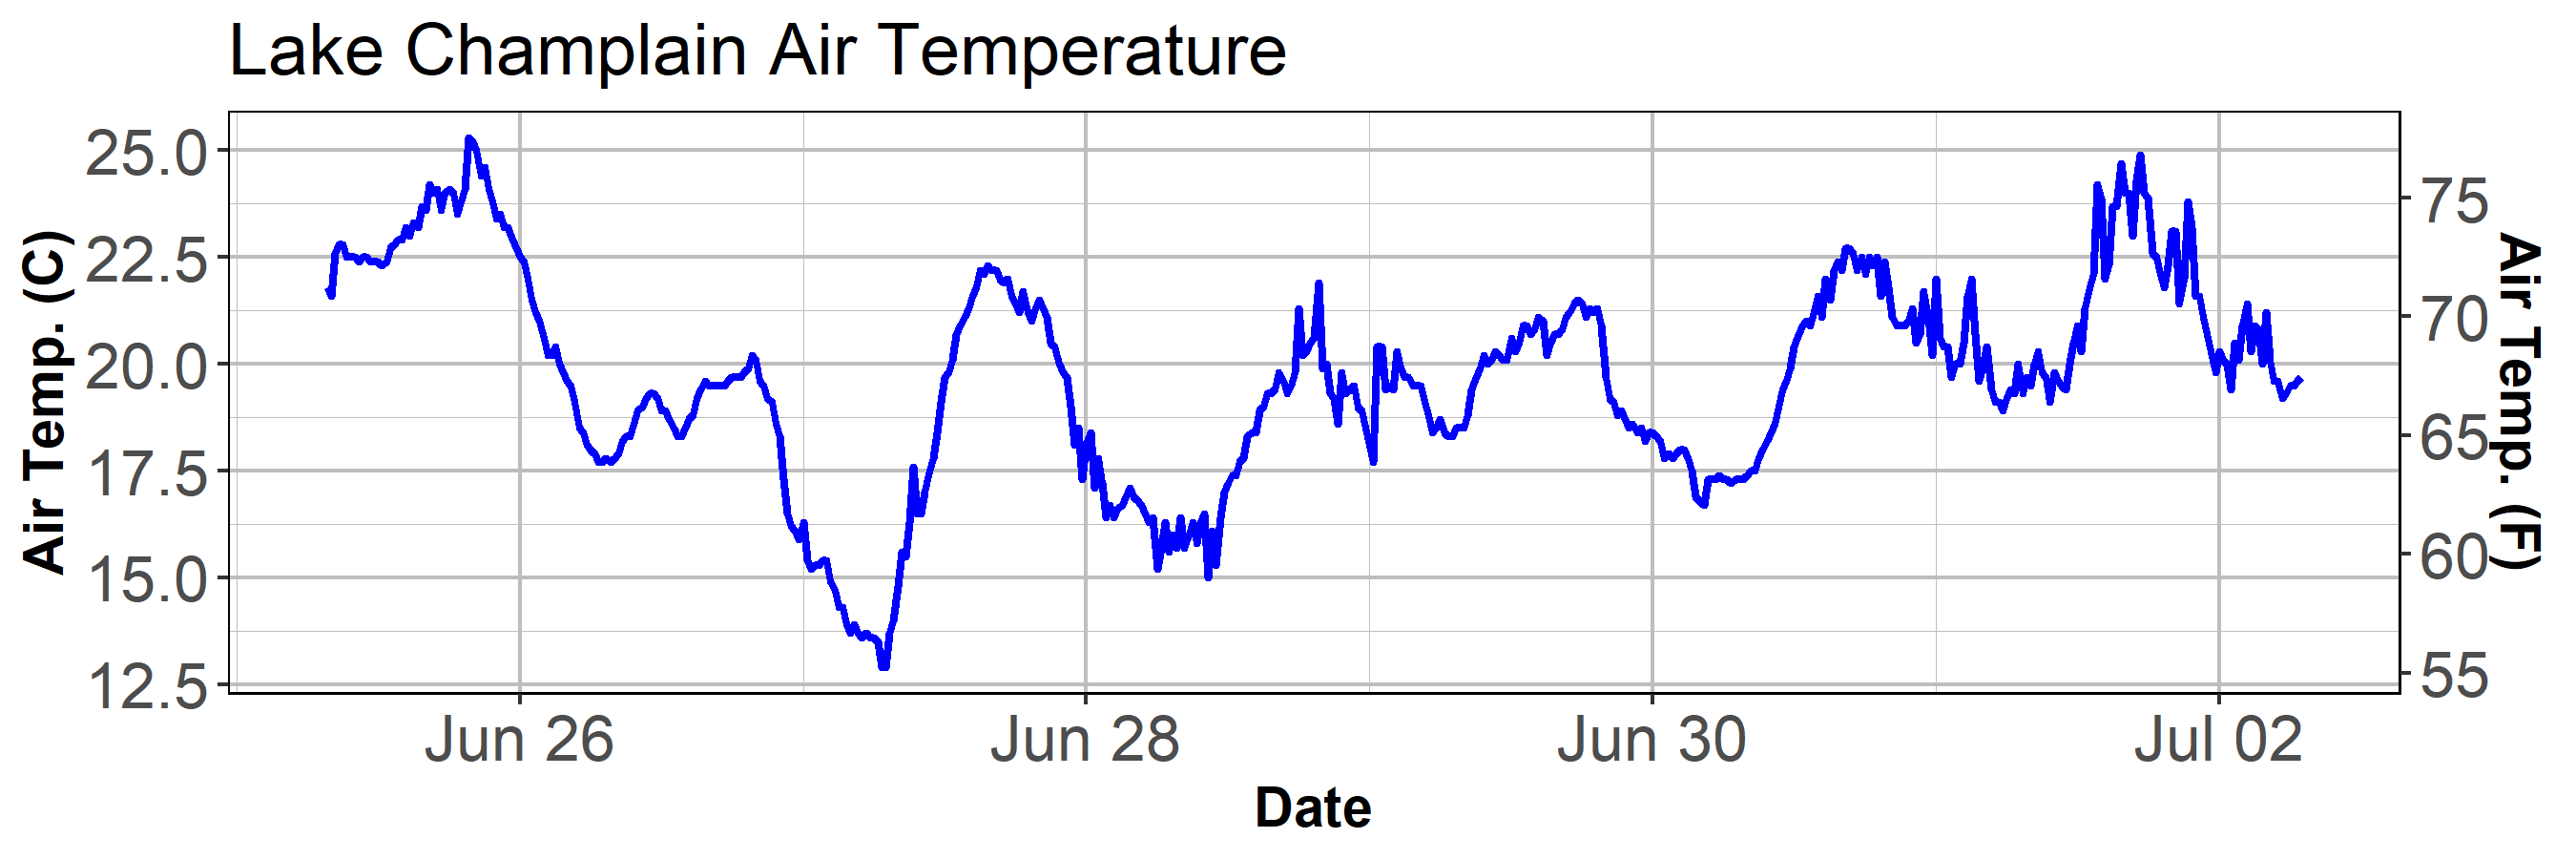 Lake Champlain Air Temperature
Air Temp. (C)
25.0
22.5
20.0
17.5
15.0
12.5
75
70
65
60
55
Air Temp. (F)
Jun 26
Jun 28
Jun 30
Jul 02
Date